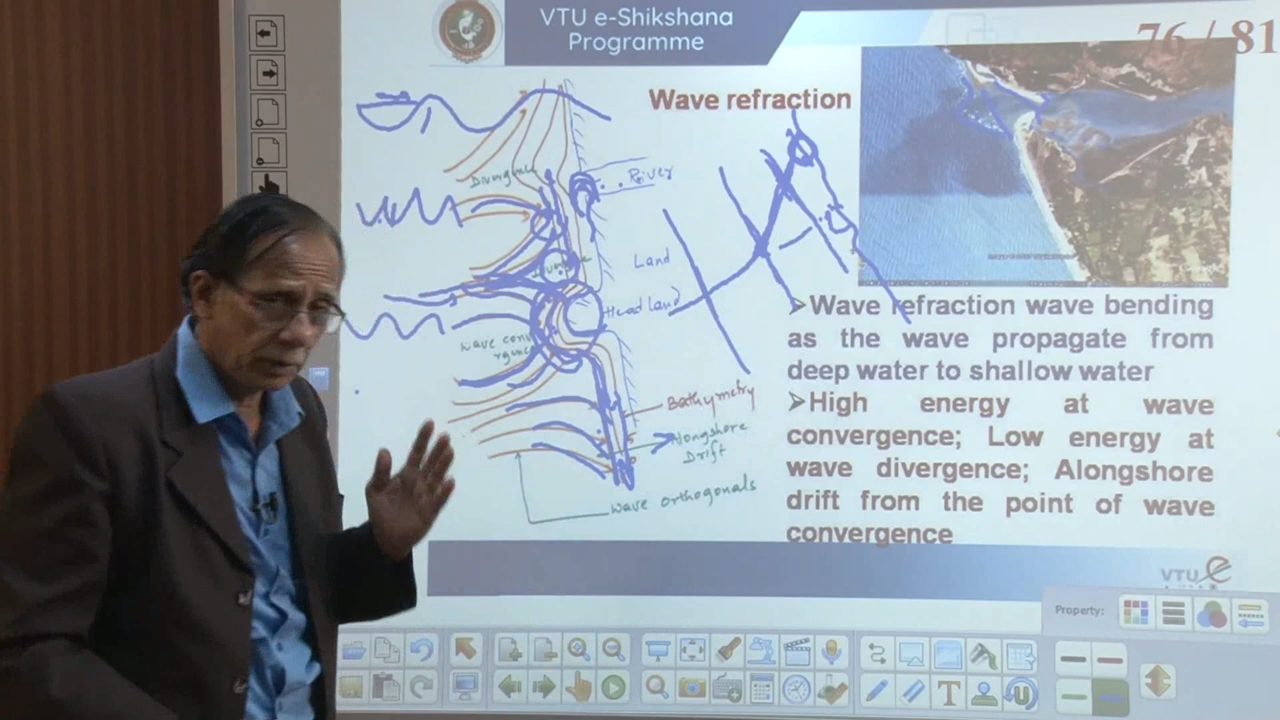 VTU e-Shikshana
Programme
76 / 81
Wave refraction
River
Land
Head land
Bathymetry
Drift
Wave orthogonals
➤Wave refraction wave bending
as the wave propagate from
deep water to shallow water
➤High energy at wave
convergence; Low energy at
wave divergence; Alongshore
drift from the point of wave
convergence
VTU e
Property: